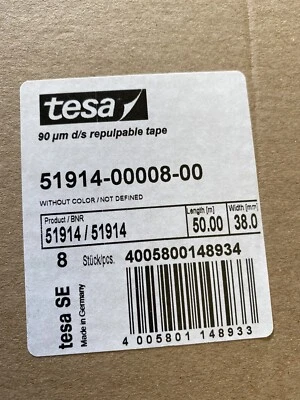 tesa
90 µm d/s repulpable tape
51914-00008-00
WITHOUT COLOR / NOT DEFINED
Product / BNR
Length [m]
Width [mm]
51914 / 51914
50.00
38.0
8 Stück/pcs. 4005800148934
tesa SE
Made in Germany
4 005801 148933